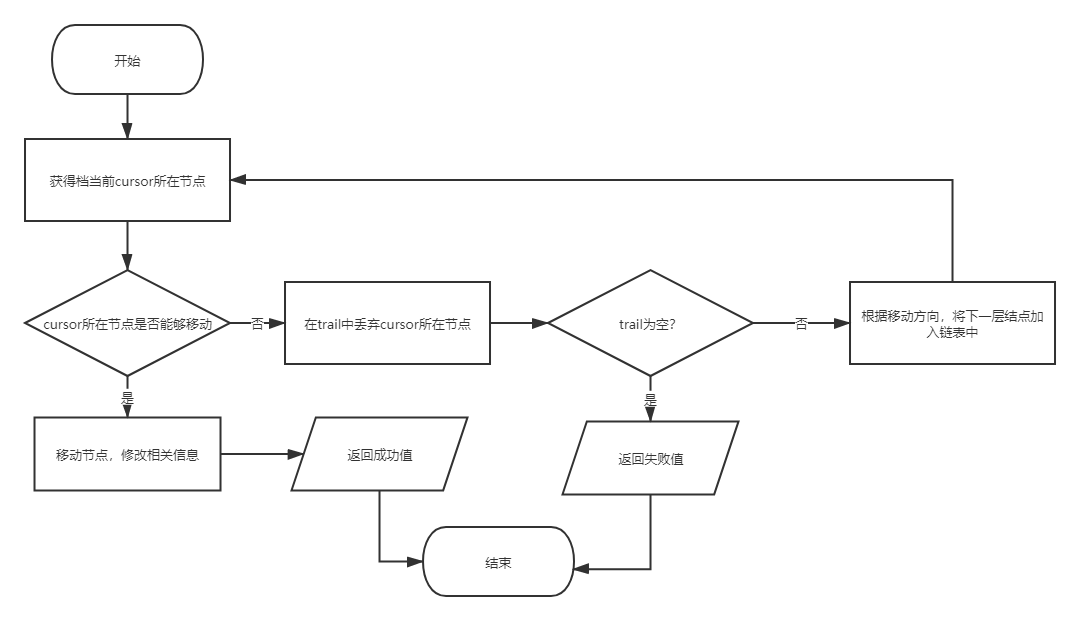 开始
获得档当前cursor所在节点
cursor所在节点是否能够移动
否
在trail中丢弃cursor所在节点
trail为空?
否
根据移动方向，将下一层结点加
入链表中
是
是
移动节点，修改相关信息
返回成功值
返回失败值
结束